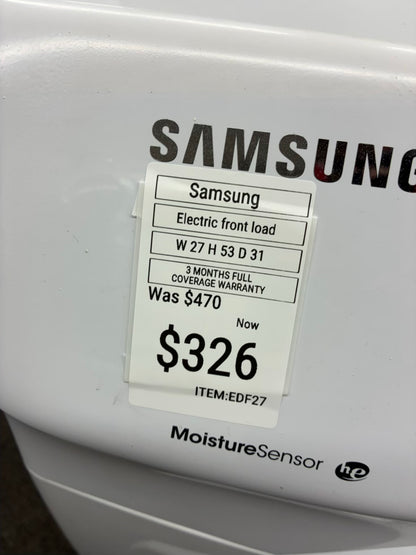 SAMSUNG
Samsung
Electric front load
W 27 H 53 D 31
3 MONTHS FULL
COVERAGE WARRANTY
Was $470
Now
$326
ITEM:EDF27
MoistureSensor he